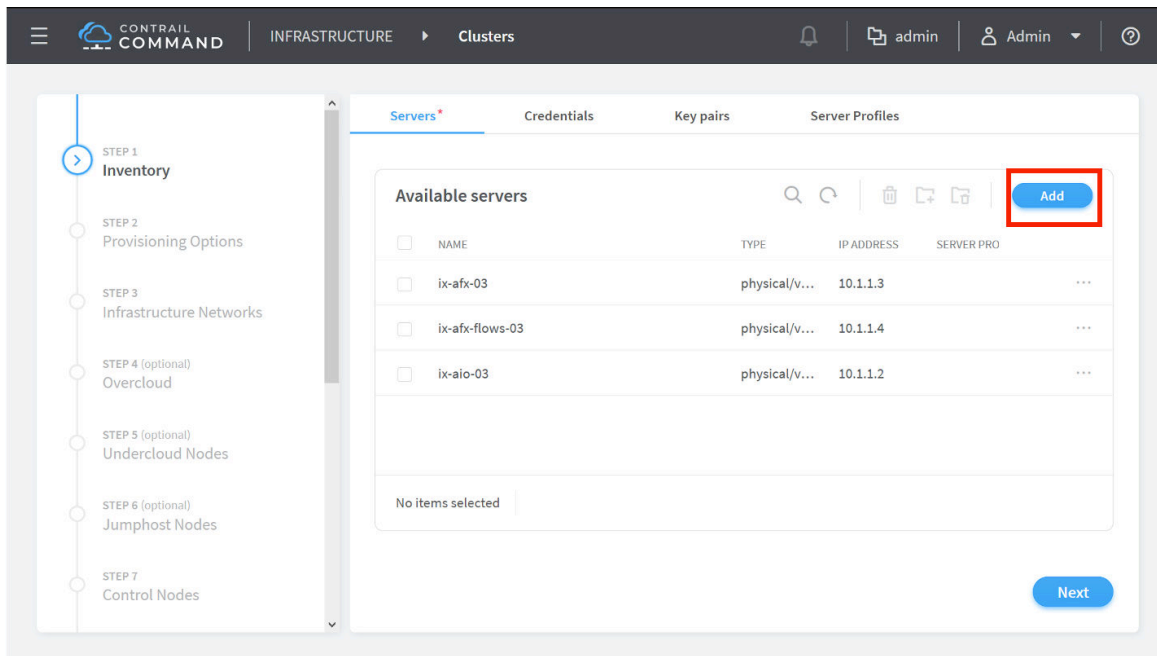 CONTRAIL
COMMAND
INFRASTRUCTURE Clusters admin Admin
STEP 1
Inventory
STEP 2
Provisioning Options
STEP 3
Infrastructure Networks
STEP 4 (optional)
Overcloud
STEP 5 (optional)
Undercloud Nodes
STEP 6 (optional)
Jumphost Nodes
STEP 7
Control Nodes
Servers* Credentials Key pairs Server Profiles
Available servers Add
NAME TYPE IP ADDRESS SERVER PRO
ix-afx-03 physical/v... 10.1.1.3
ix-afx-flows-03 physical/v... 10.1.1.4
ix-aio-03 physical/v... 10.1.1.2
No items selected
Next